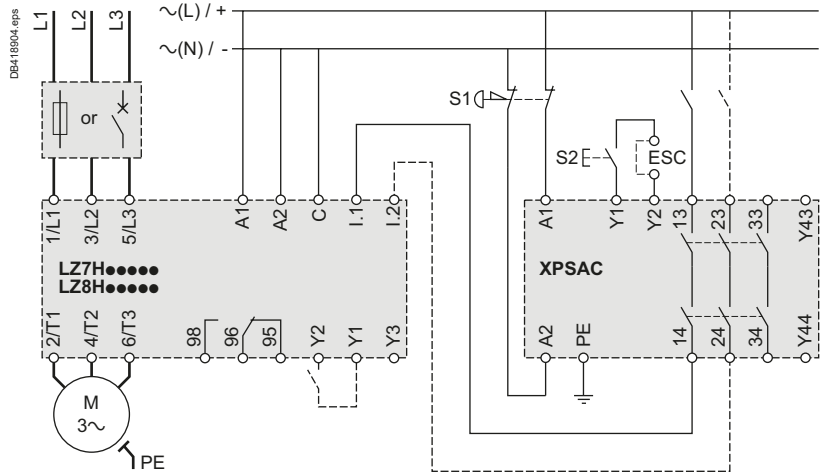 DB418904.eps
L1
L2
L3
∼(L) / +
∼(N) / -
or
S1
S2
ESC
1/L1
3/L2
5/L3
A1
A2
C
I.1
I.2
A1
Y1
Y2
13
23
33
Y43
LZ7H●●●●●
LZ8H●●●●●
XPSAC
2/T1
4/T2
6/T3
98
96
95
Y2
Y1
Y3
A2
PE
14
24
34
Y44
M
3∼
PE